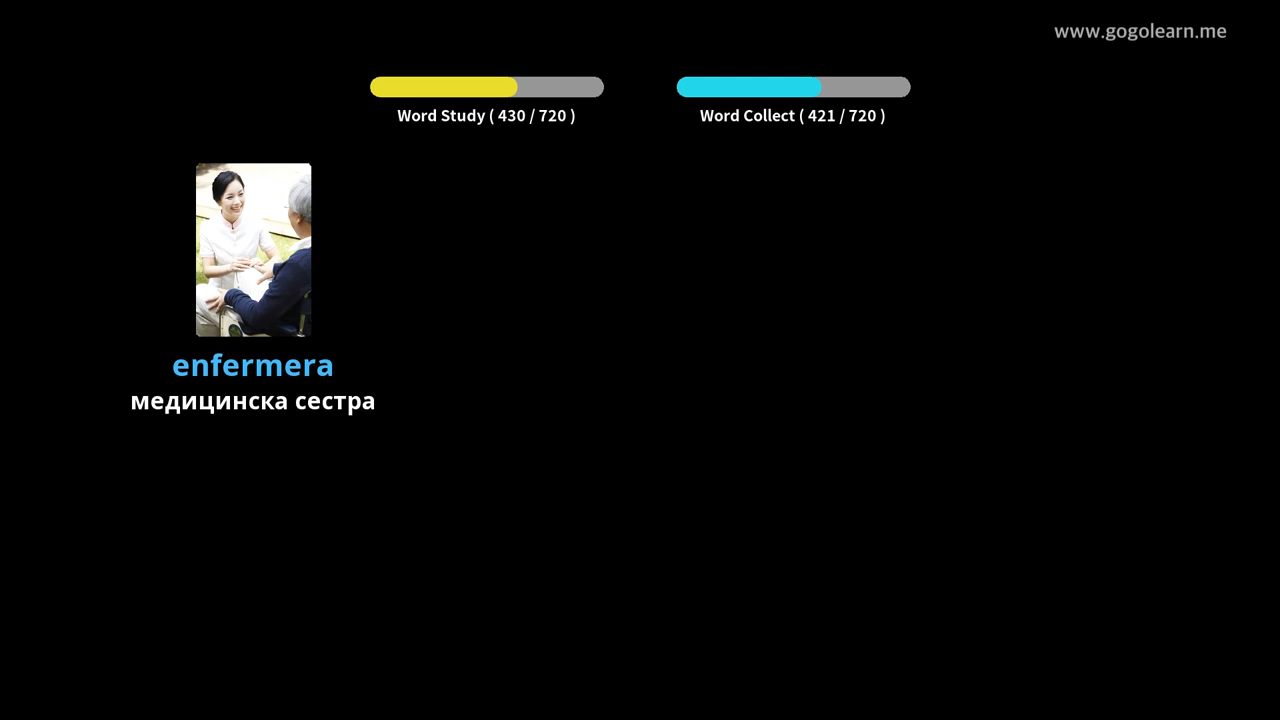 www.gogolearn.me
Word Study ( 430 / 720 )
Word Collect ( 421 / 720 )
enfermera
медицинска сестра